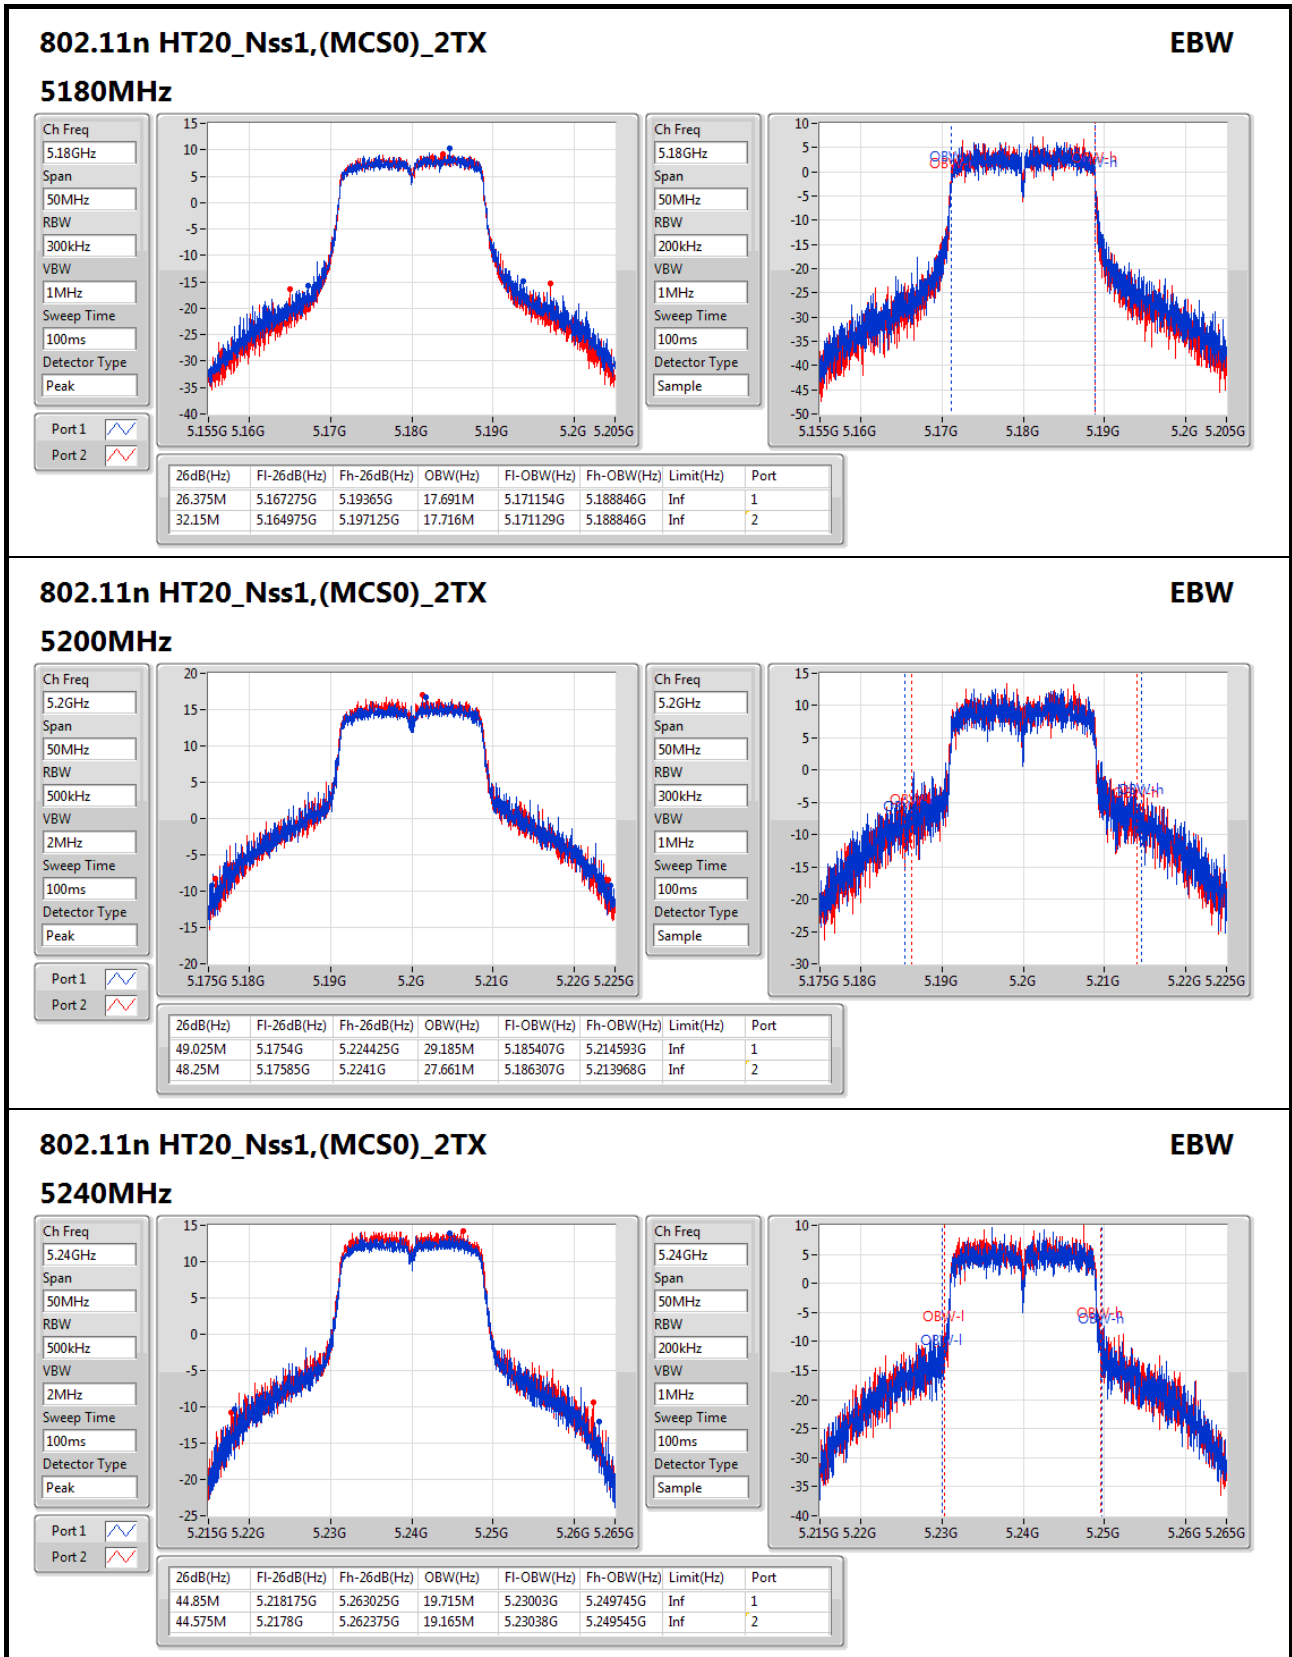 802.11n HT20_Nss1,(MCS0)_2TX EBW
5180MHz
Ch Freq
5.18GHz
Span
50MHz
RBW
300kHz
VBW
1MHz
Sweep Time
100ms
Detector Type
Peak
Port 1
Port 2
15
10
5
0
-5
-10
-15
-20
-25
-30
-35
-40
5.155G 5.16G 5.17G 5.18G 5.19G 5.2G 5.205G
Ch Freq
5.18GHz
Span
50MHz
RBW
200kHz
VBW
1MHz
Sweep Time
100ms
Detector Type
Sample
10
5
0
-5
-10
-15
-20
-25
-30
-35
-40
-45
-50
OBW-h
5.155G 5.16G 5.17G 5.18G 5.19G 5.2G 5.205G
26dB(Hz) Fl-26dB(Hz) Fh-26dB(Hz) OBW(Hz) Fl-OBW(Hz) Fh-OBW(Hz) Limit(Hz) Port
26.375M 5.167275G 5.19365G 17.691M 5.171154G 5.188846G Inf 1
32.15M 5.164975G 5.197125G 17.716M 5.171129G 5.188846G Inf 2
802.11n HT20_Nss1,(MCS0)_2TX EBW
5200MHz
Ch Freq
5.2GHz
Span
50MHz
RBW
500kHz
VBW
2MHz
Sweep Time
100ms
Detector Type
Peak
Port 1
Port 2
20
15
10
5
0
-5
-10
-15
-20
5.175G 5.18G 5.19G 5.2G 5.21G 5.22G 5.225G
Ch Freq
5.2GHz
Span
50MHz
RBW
300kHz
VBW
1MHz
Sweep Time
100ms
Detector Type
Sample
15
10
5
0
-5
-10
-15
-20
-25
-30
OBW-h
5.175G 5.18G 5.19G 5.2G 5.21G 5.22G 5.225G
26dB(Hz) Fl-26dB(Hz) Fh-26dB(Hz) OBW(Hz) Fl-OBW(Hz) Fh-OBW(Hz) Limit(Hz) Port
49.025M 5.1754G 5.224425G 29.185M 5.185407G 5.214593G Inf 1
48.25M 5.17585G 5.2241G 27.661M 5.186307G 5.213968G Inf 2
802.11n HT20_Nss1,(MCS0)_2TX EBW
5240MHz
Ch Freq
5.24GHz
Span
50MHz
RBW
500kHz
VBW
2MHz
Sweep Time
100ms
Detector Type
Peak
Port 1
Port 2
15
10
5
0
-5
-10
-15
-20
-25
5.215G 5.22G 5.23G 5.24G 5.25G 5.26G 5.265G
Ch Freq
5.24GHz
Span
50MHz
RBW
200kHz
VBW
1MHz
Sweep Time
100ms
Detector Type
Sample
10
5
0
-5
-10
-15
-20
-25
-30
-35
-40
OBW-l
OBW-l
OBW-h
OBW-h
5.215G 5.22G 5.23G 5.24G 5.25G 5.26G 5.265G
26dB(Hz) Fl-26dB(Hz) Fh-26dB(Hz) OBW(Hz) Fl-OBW(Hz) Fh-OBW(Hz) Limit(Hz) Port
44.85M 5.218175G 5.263025G 19.715M 5.23003G 5.249745G Inf 1
44.575M 5.2178G 5.262375G 19.165M 5.23038G 5.249545G Inf 2